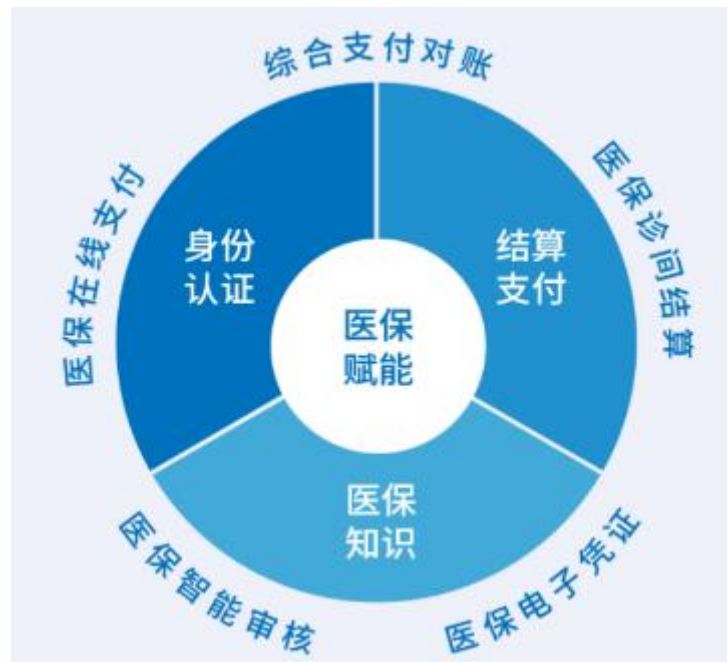 综合支付对账
医保在线支付
医保诊间结算
身份
认证
结算
支付
医保
赋能
医保
知识
医保智能审核
医保电子凭证